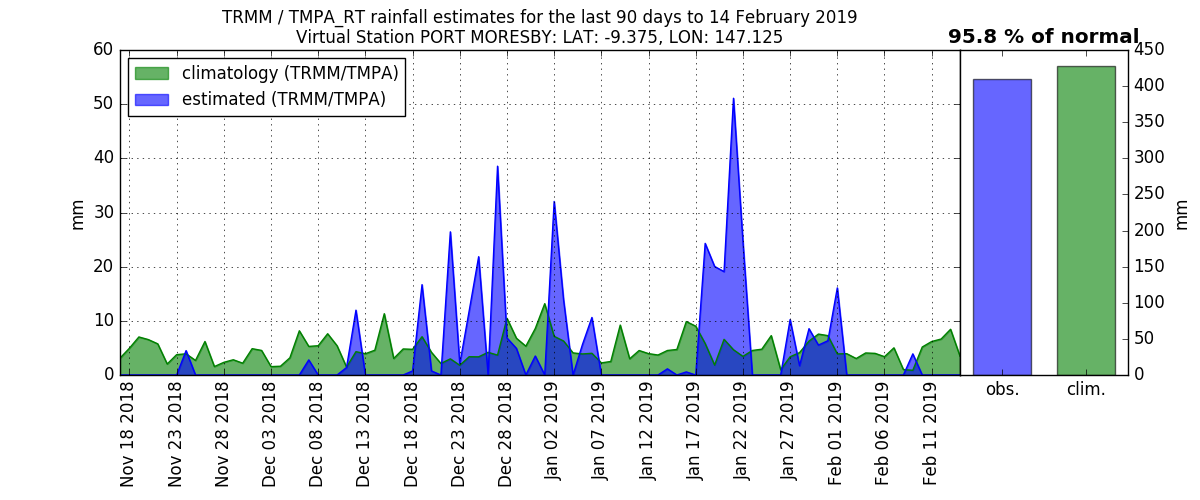 TRMM / TMPA_RT rainfall estimates for the last 90 days to 14 February 2019
Virtual Station PORT MORESBY: LAT: -9.375, LON: 147.125
95.8 % of normal
climatology (TRMM/TMPA)
estimated (TRMM/TMPA)
60
50
40
30
20
10
0
mm
Nov 18 2018
Nov 23 2018
Nov 28 2018
Dec 03 2018
Dec 08 2018
Dec 13 2018
Dec 18 2018
Dec 23 2018
Dec 28 2018
Jan 02 2019
Jan 07 2019
Jan 12 2019
Jan 17 2019
Jan 22 2019
Jan 27 2019
Feb 01 2019
Feb 06 2019
Feb 11 2019
obs.
clim.
450
400
350
300
250
200
150
100
50
0
mm